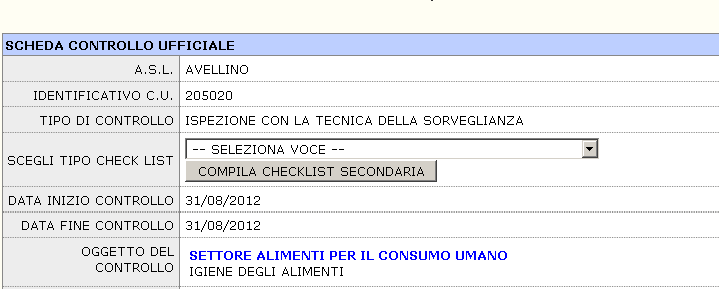 SCHEDA CONTROLLO UFFICIALE
A.S.L. AVELLINO
IDENTIFICATIVO C.U. 205020
TIPO DI CONTROLLO ISPEZIONE CON LA TECNICA DELLA SORVEGLIANZA
SCEGLI TIPO CHECK LIST -- SELEZIONA VOCE --
COMPILA CHECKLIST SECONDARIA
DATA INIZIO CONTROLLO 31/08/2012
DATA FINE CONTROLLO 31/08/2012
OGGETTO DEL CONTROLLO SETTORE ALIMENTI PER IL CONSUMO UMANO
IGIENE DEGLI ALIMENTI